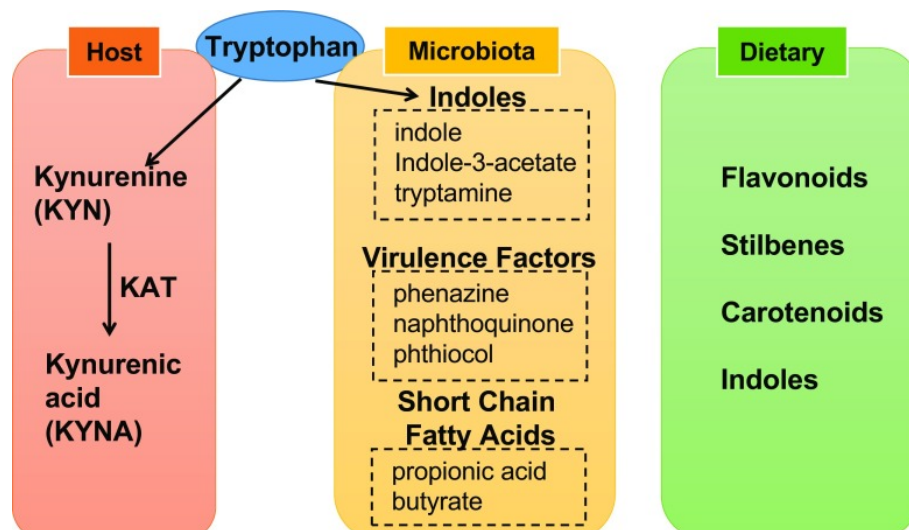 Host
Tryptophan
Microbiota
Dietary
Kynurenine
(KYN)
KAT
Kynurenic
acid
(KYNA)
Indoles
indole
Indole-3-acetate
tryptamine
Virulence Factors
phenazine
naphthoquinone
phthiocol
Short Chain
Fatty Acids
propionic acid
butyrate
Flavonoids
Stilbenes
Carotenoids
Indoles